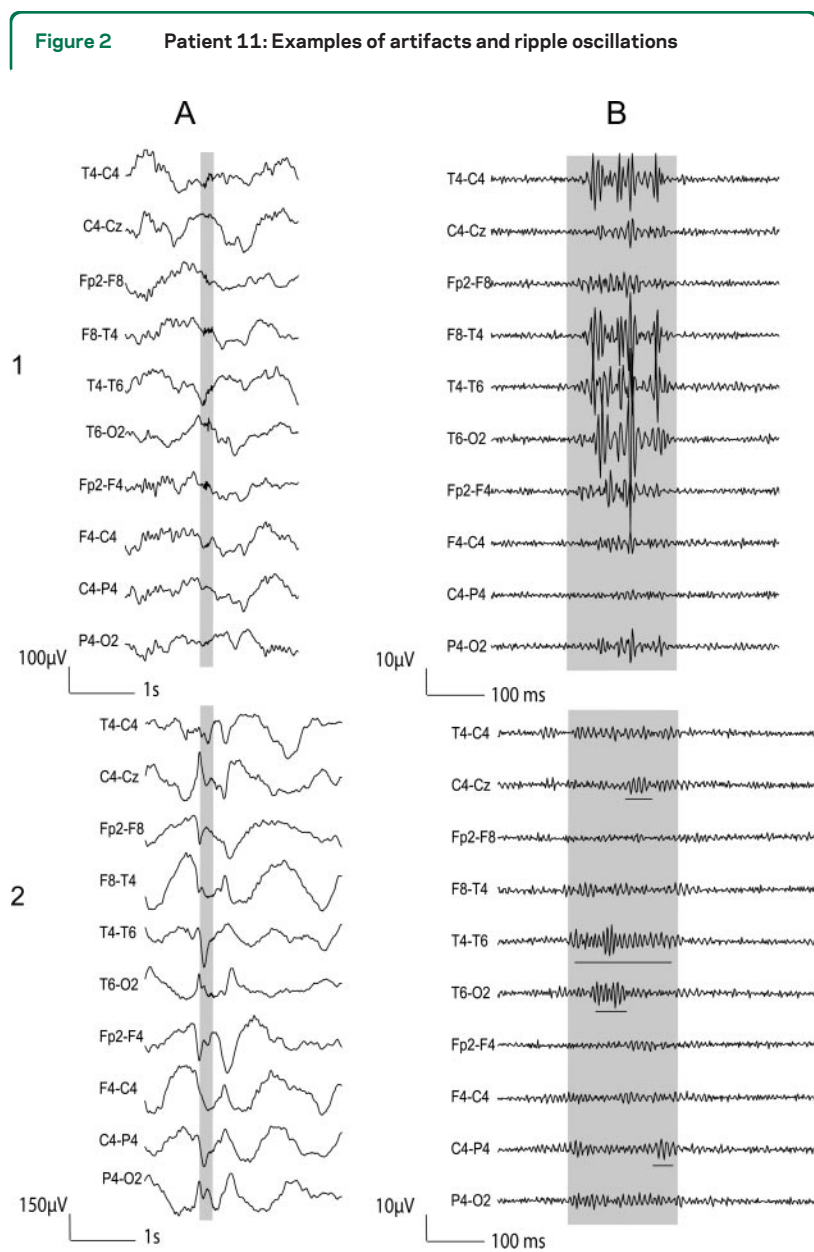 Figure 2 Patient 11: Examples of artifacts and ripple oscillations
A
B
1
T4-C4
C4-Cz
Fp2-F8
F8-T4
T4-T6
T6-O2
Fp2-F4
F4-C4
C4-P4
P4-O2
100µV
1s
T4-C4
C4-Cz
Fp2-F8
F8-T4
T4-T6
T6-O2
Fp2-F4
F4-C4
C4-P4
P4-O2
10µV
100 ms
2
T4-C4
C4-Cz
Fp2-F8
F8-T4
T4-T6
T6-O2
Fp2-F4
F4-C4
C4-P4
P4-O2
150µV
1s
T4-C4
C4-Cz
Fp2-F8
F8-T4
T4-T6
T6-O2
Fp2-F4
F4-C4
C4-P4
P4-O2
10µV
100 ms